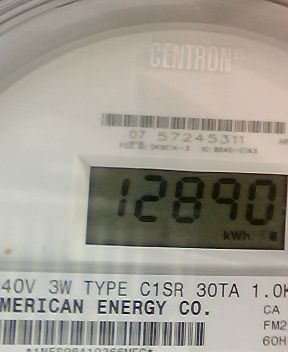 CENTRON®
07 57245311
12890
kWh
40V 3W TYPE C1SR 30TA 1.0K
MERICAN ENERGY CO. CA
FM2
60H